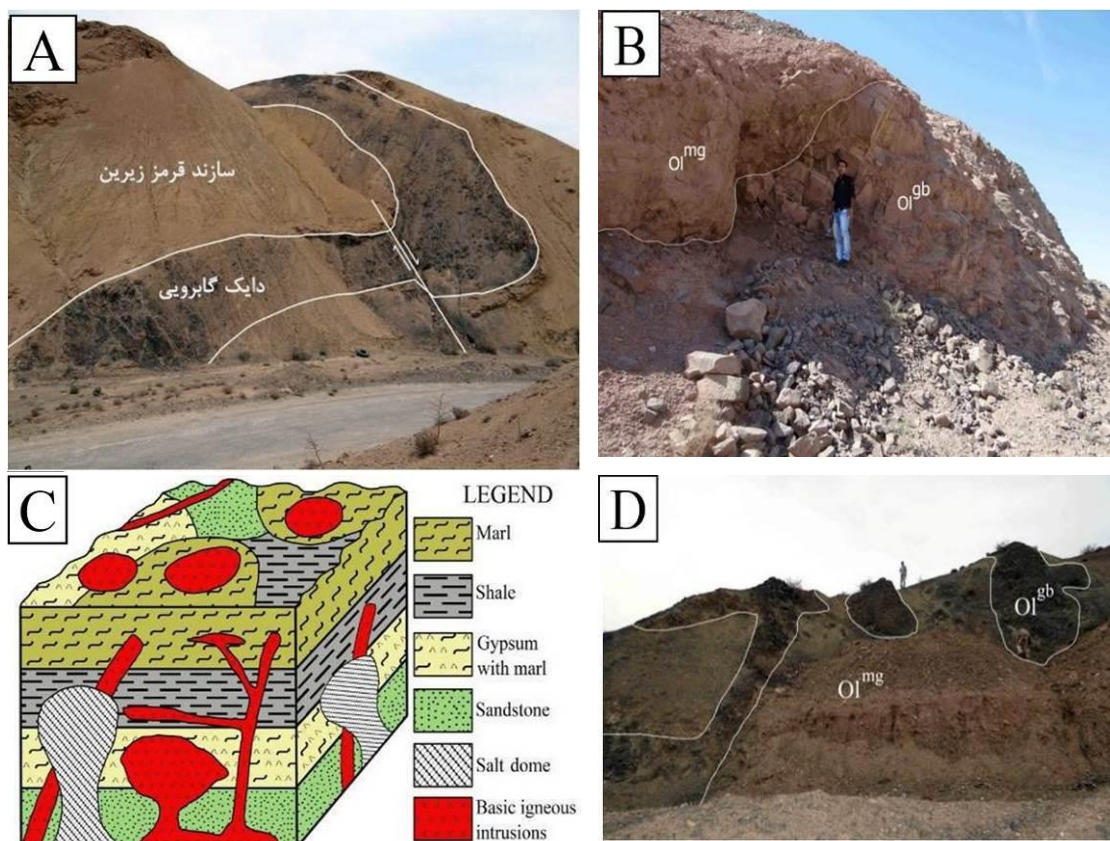 A
سازند قرمز زیرین
دایک گابرویی
B
Ol^mg
Ol^gb
C
LEGEND
Marl
Shale
Gypsum
with marl
Sandstone
Salt dome
Basic igneous
intrusions
D
Ol^gb
Ol^mg